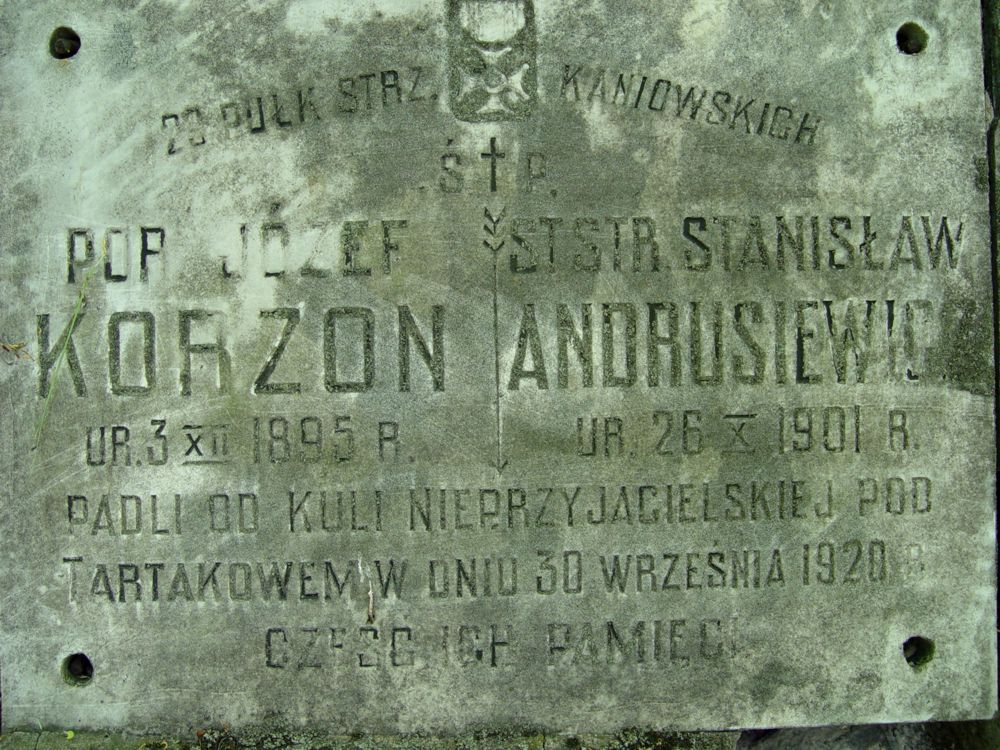 28 PUŁK STRZ. KANIOWSKICH
Ś. † P.
POR JÓZEF
KORZON
UR. 3 XII 1895 R.
ST STR. STANISŁAW
ANDRUSIEWIC
UR. 26 X 1901 R.
PADLI OD KULI NIEPRZYJACIELSKIEJ POD
TARTAKOWEM W DNIU 30 WRZEŚNIA 1920 R
CZEŚĆ ICH PAMIĘCI